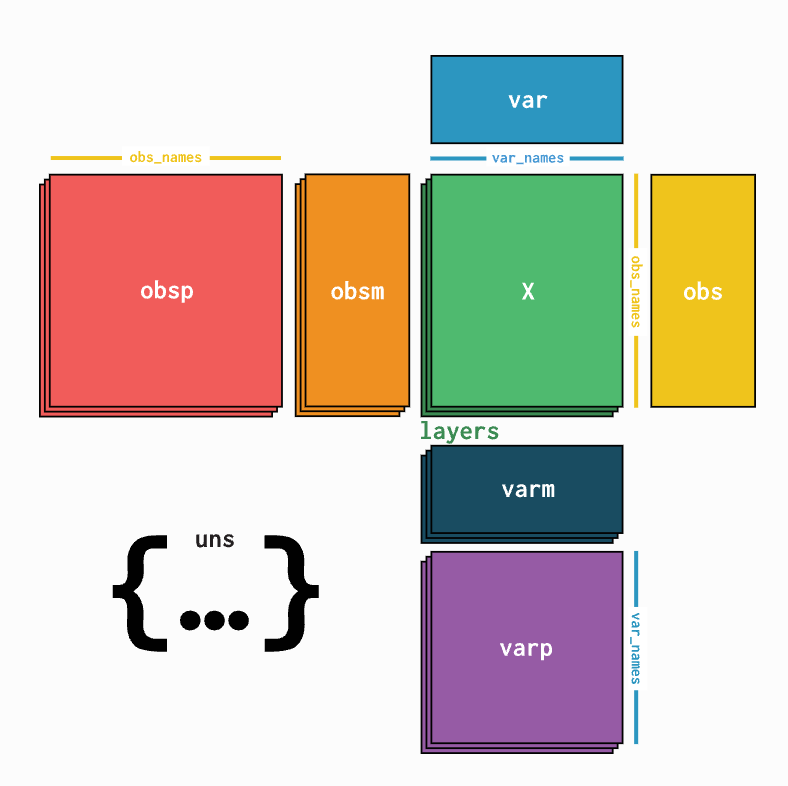 var
obs_names
var_names
obsp
obsm
X
obs_names
obs
layers
varm
uns
{...}
varp
var_names